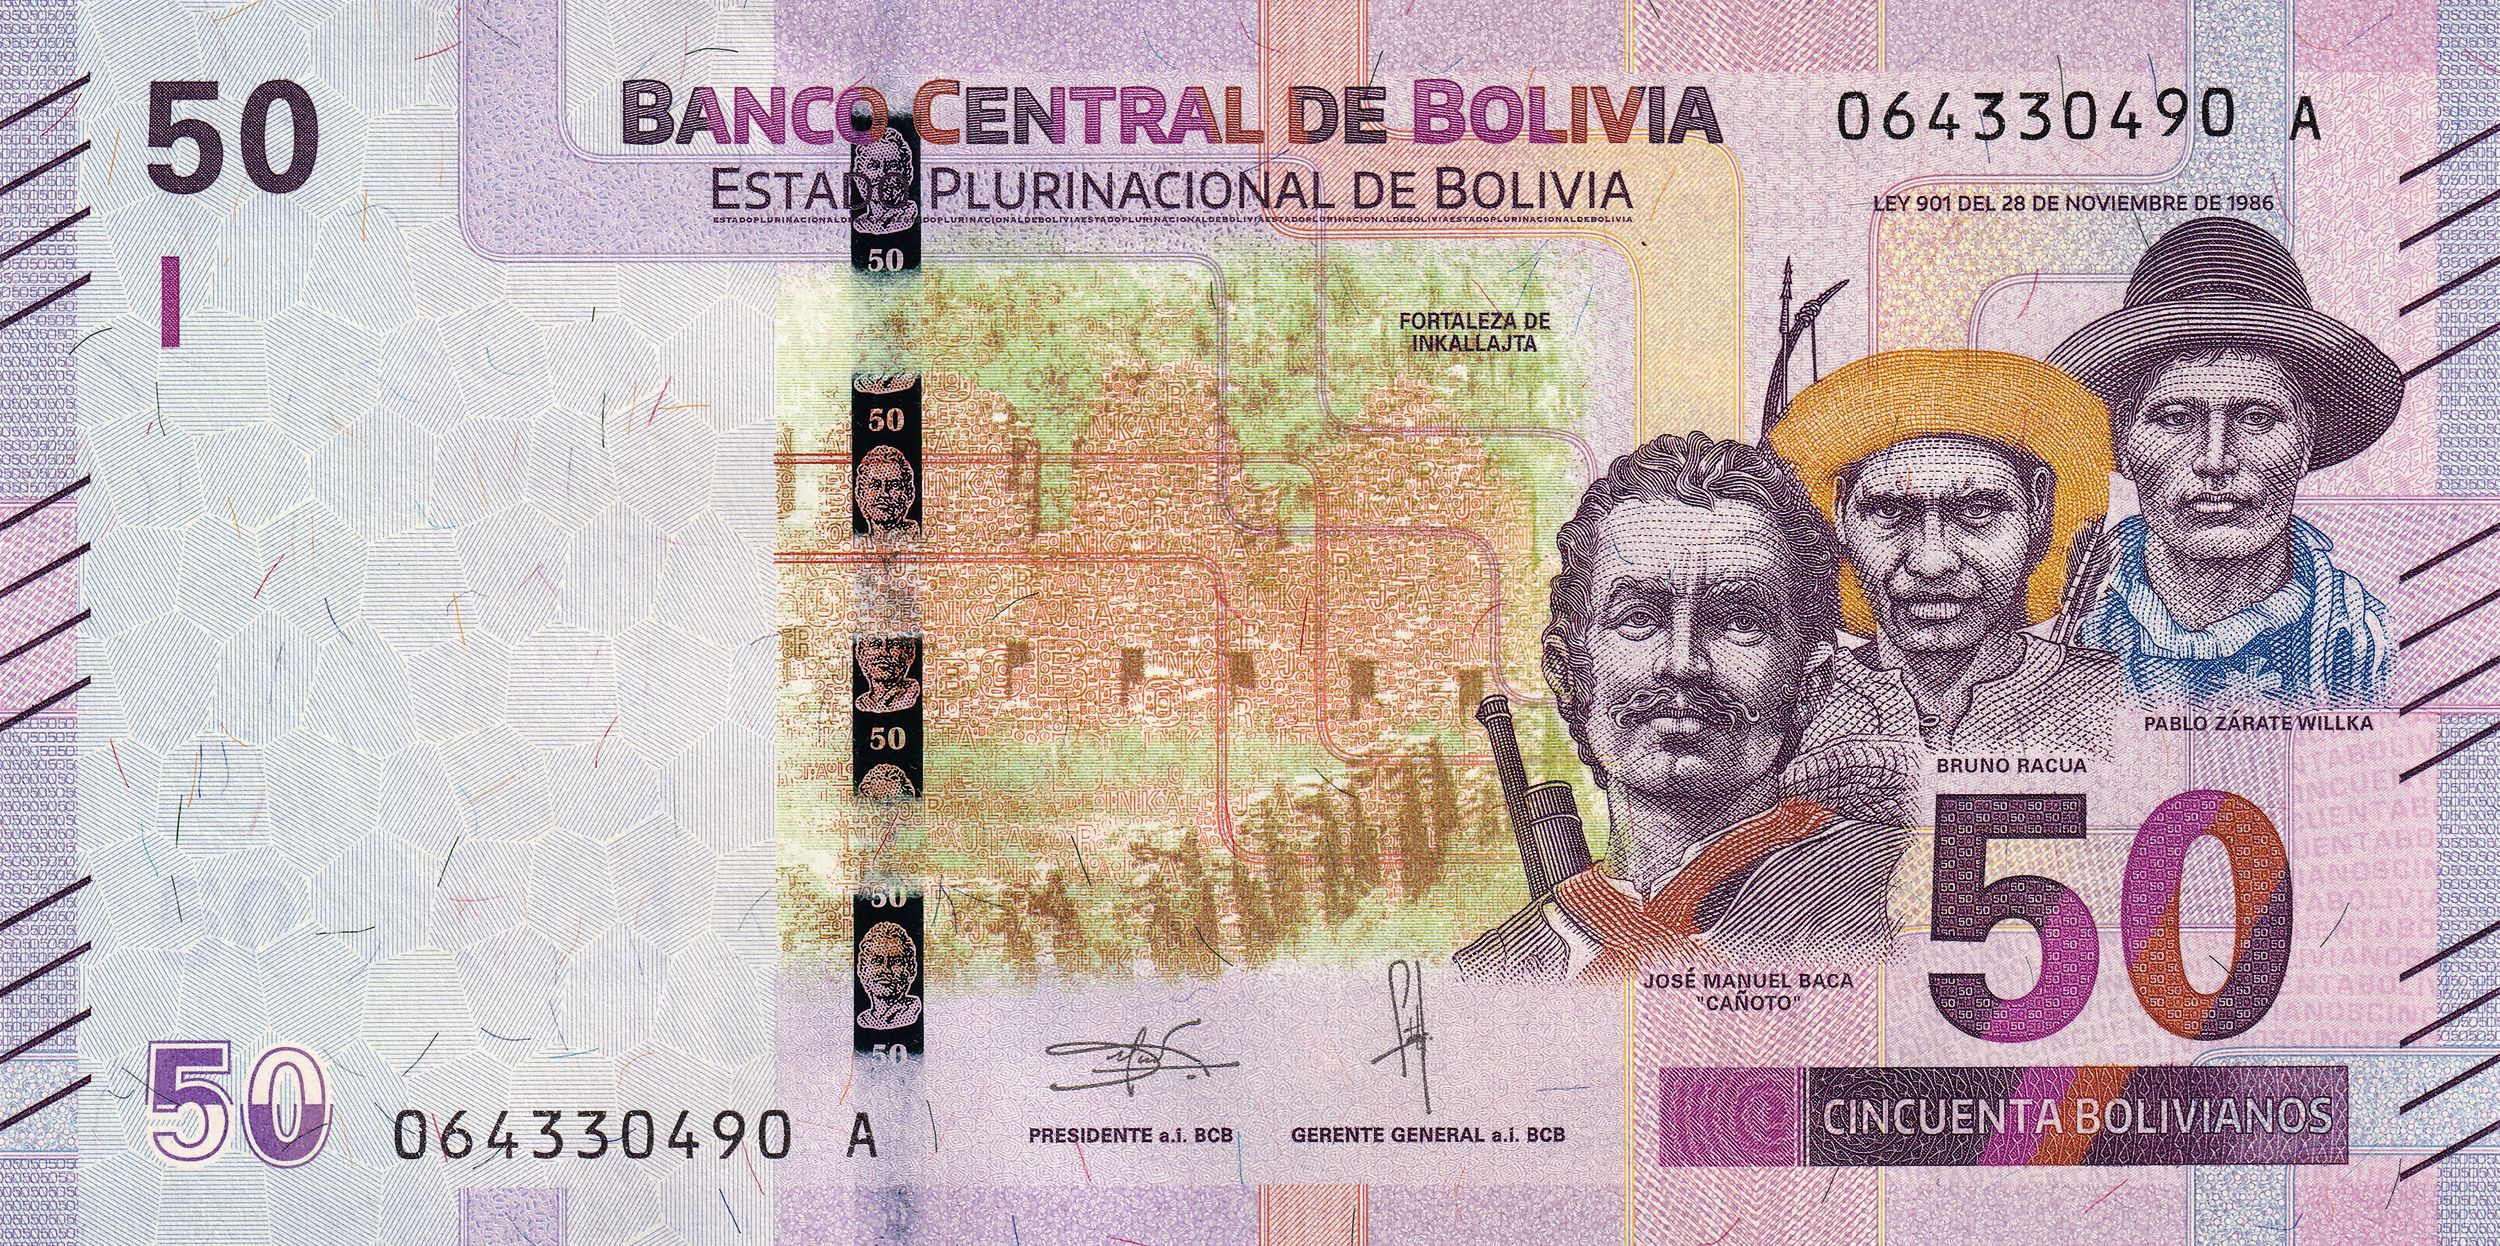 50
BANCO CENTRAL DE BOLIVIA
064330490 A
ESTADO PLURINACIONAL DE BOLIVIA
ESTADOPLURINACIONALDEBOLIVIAESTADOPLURINACIONALDEBOLIVIAESTADOPLURINACIONALDEBOLIVIAESTADOPLURINACIONALDEBOLIVIA
LEY 901 DEL 28 DE NOVIEMBRE DE 1986
50
FORTALEZA DE
INKALLAJTA
50
PABLO ZÁRATE WILLKA
50
BRUNO RACUA
50
50
JOSÉ MANUEL BACA
"CAÑOTO"
50
50
064330490 A
PRESIDENTE a.i. BCB
GERENTE GENERAL a.i. BCB
CINCUENTA BOLIVIANOS